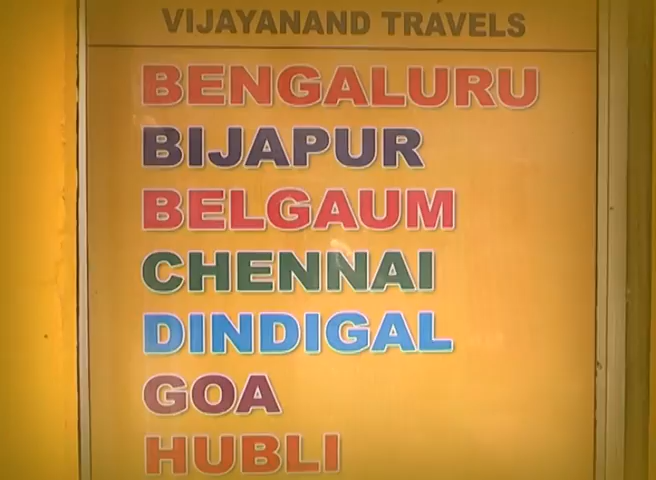 VIJAYANAND TRAVELS
BENGALURU
BIJAPUR
BELGAUM
CHENNAI
DINDIGAL
GOA
HUBLI